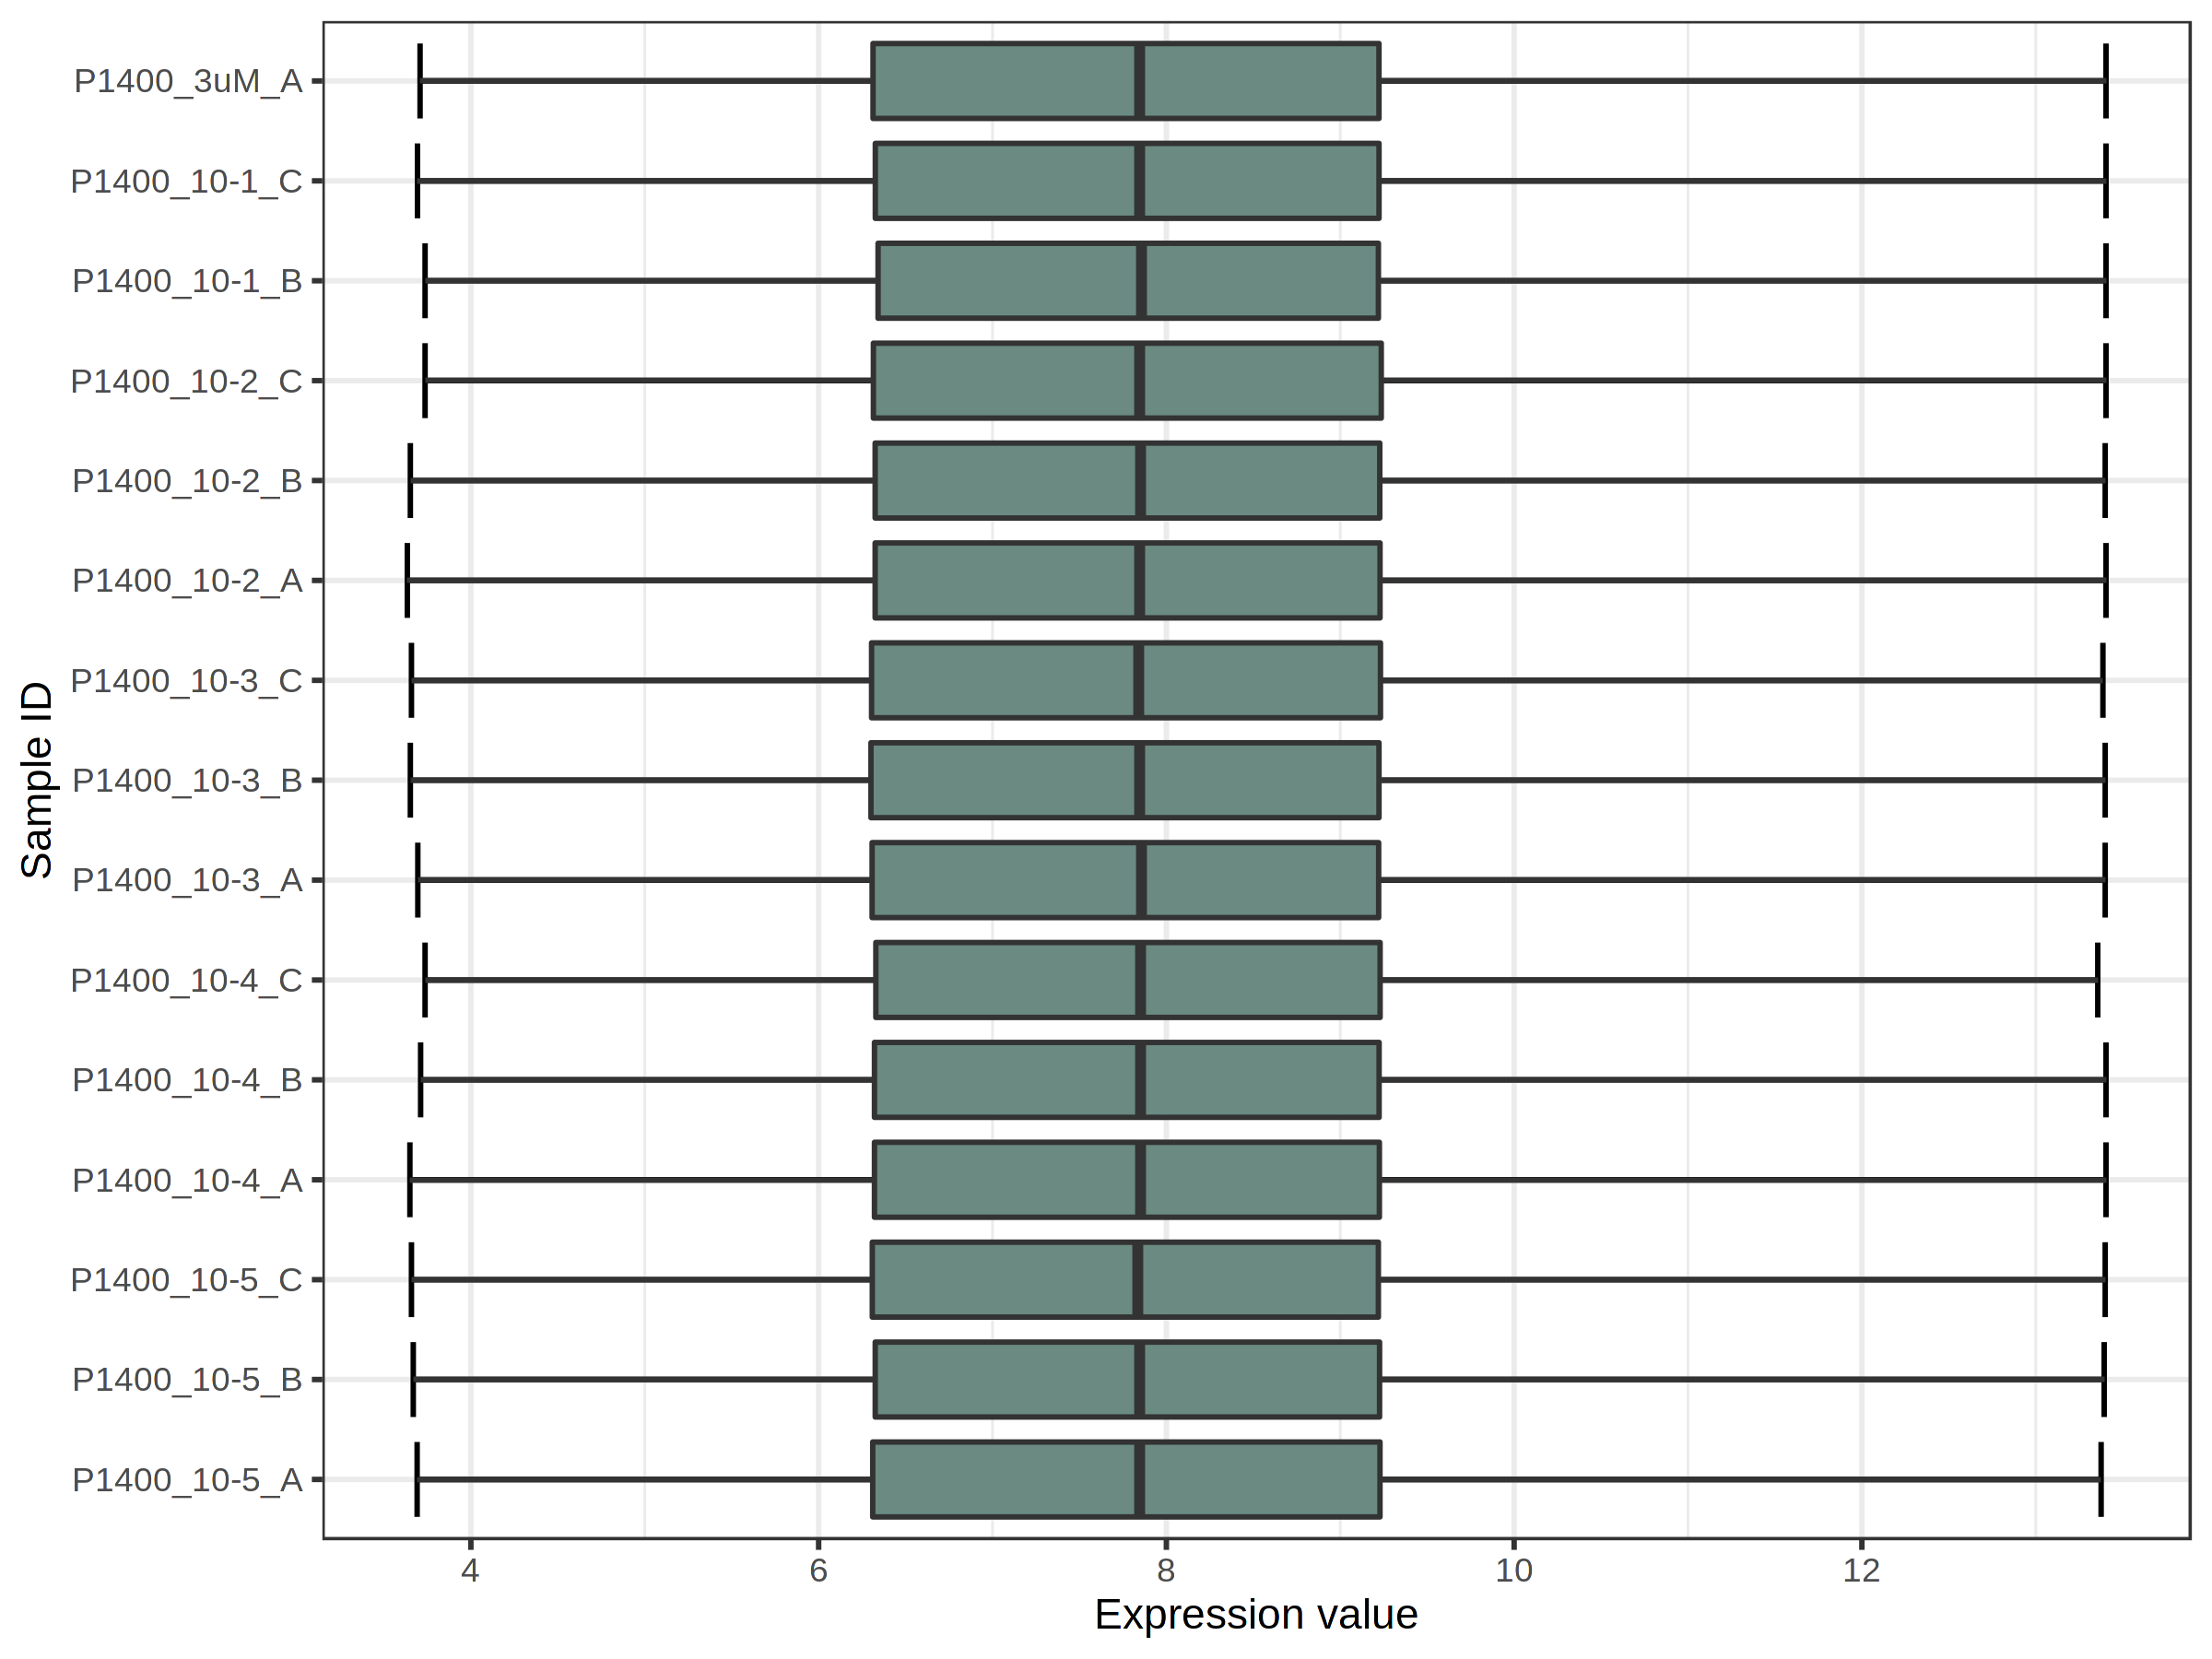 P1400_3uM_A
P1400_10-1_C
P1400_10-1_B
P1400_10-2_C
P1400_10-2_B
P1400_10-2_A
P1400_10-3_C
P1400_10-3_B
P1400_10-3_A
P1400_10-4_C
P1400_10-4_B
P1400_10-4_A
P1400_10-5_C
P1400_10-5_B
P1400_10-5_A
Sample ID
4 6 8 10 12
Expression value